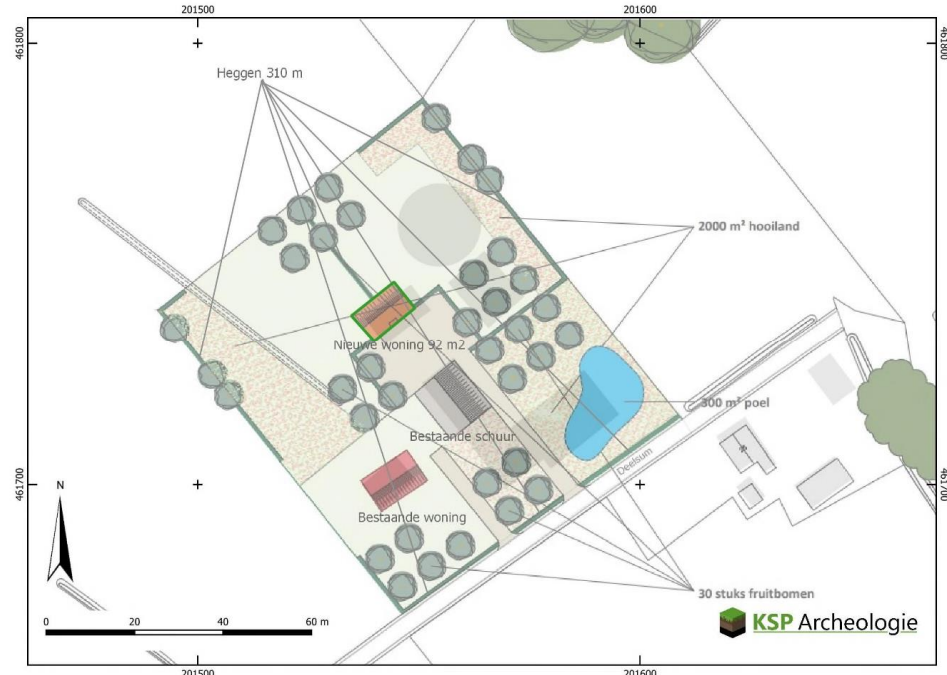 201500
201600
461800
461800
Heggen 310 m
2000 m² hooiland
Nieuwe woning 92 m2
300 m² poel
Bestaande schuur
Deelsum
461700
461700
N
Bestaande woning
30 stuks fruitbomen
0 20 40 60 m
KSP Archeologie
201500
201600